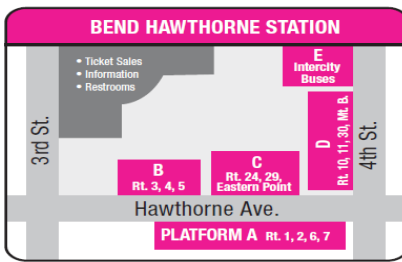 BEND HAWTHORNE STATION
• Ticket Sales
• Information
• Restrooms
E
Intercity
Buses
3rd St.
D
Rt. 10, 11, 30, Mt. B.
4th St.
B
Rt. 3, 4, 5
C
Rt. 24, 29,
Eastern Point
Hawthorne Ave.
PLATFORM A Rt. 1, 2, 6, 7